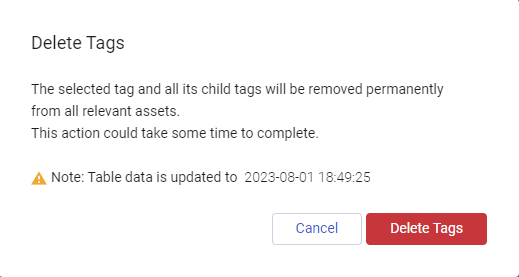 Delete Tags
The selected tag and all its child tags will be removed permanently
from all relevant assets.
This action could take some time to complete.
Note: Table data is updated to 2023-08-01 18:49:25
Cancel Delete Tags